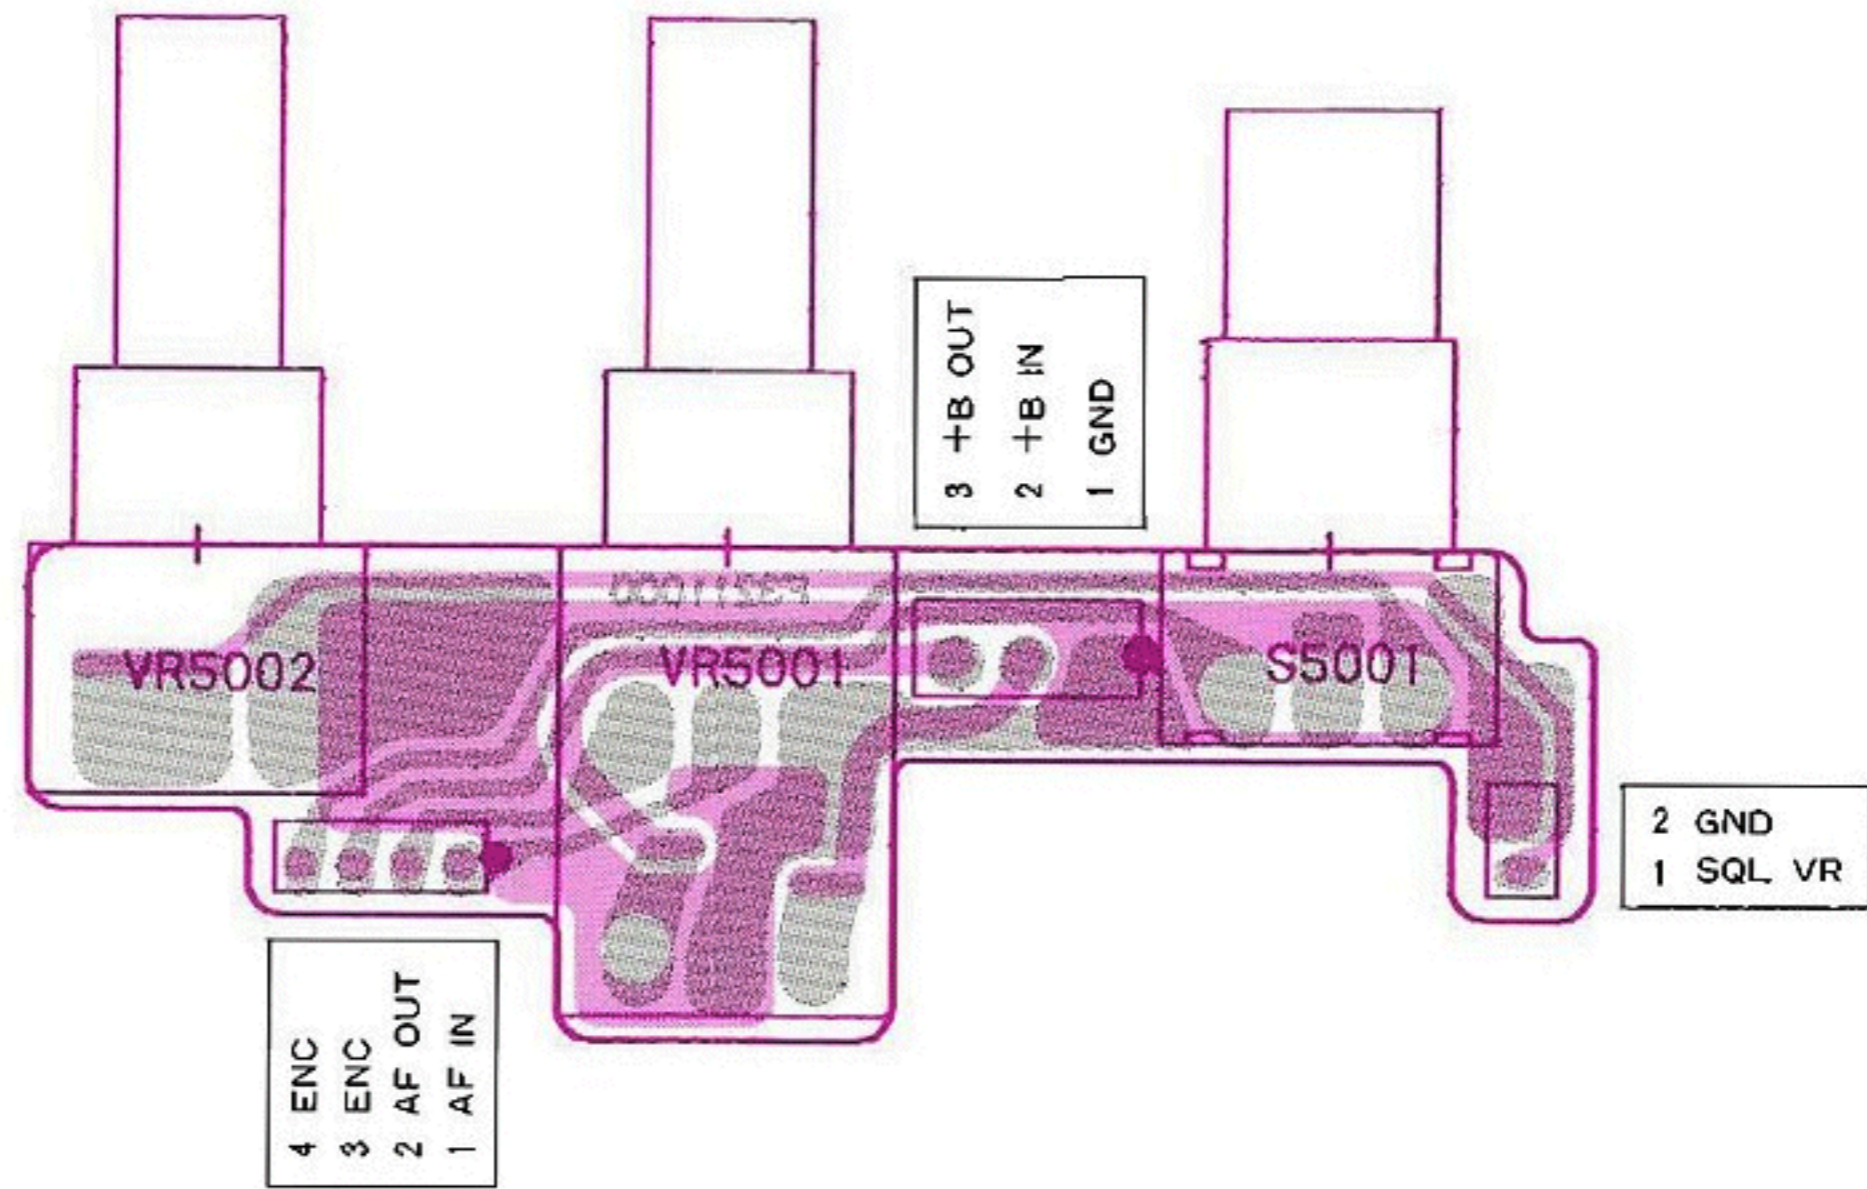 3 +B OUT
2 +B IN
1 GND
VR5002
VR5001
S5001
2 GND
1 SQL VR
4 ENC
3 ENC
2 AF OUT
1 AF IN